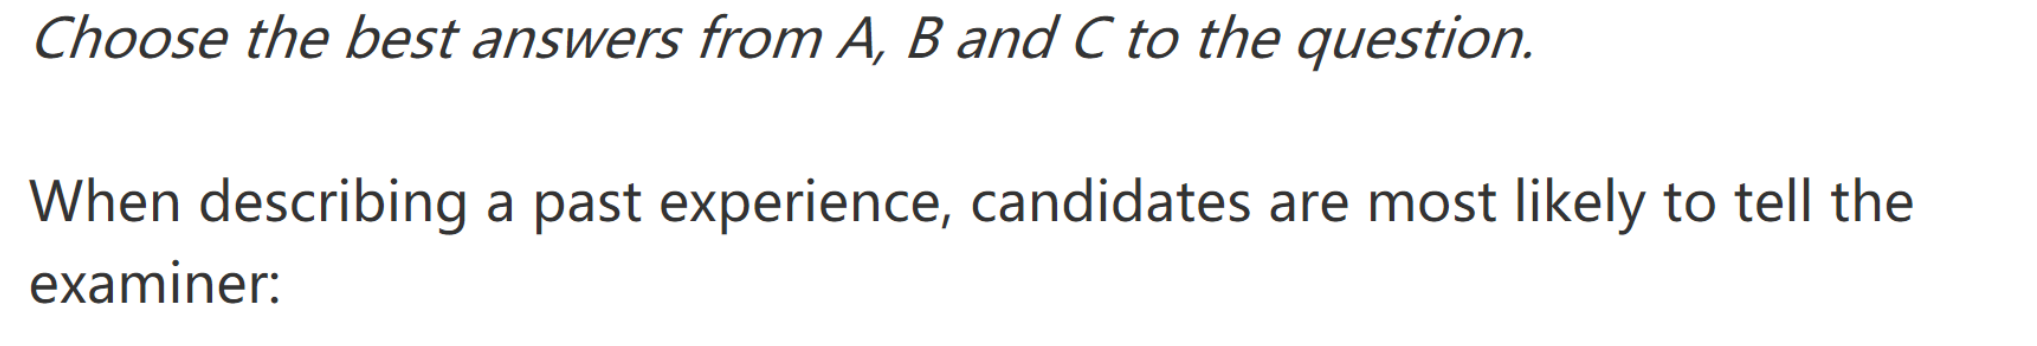 Choose the best answers from A, B and C to the question.
When describing a past experience, candidates are most likely to tell the
examiner: